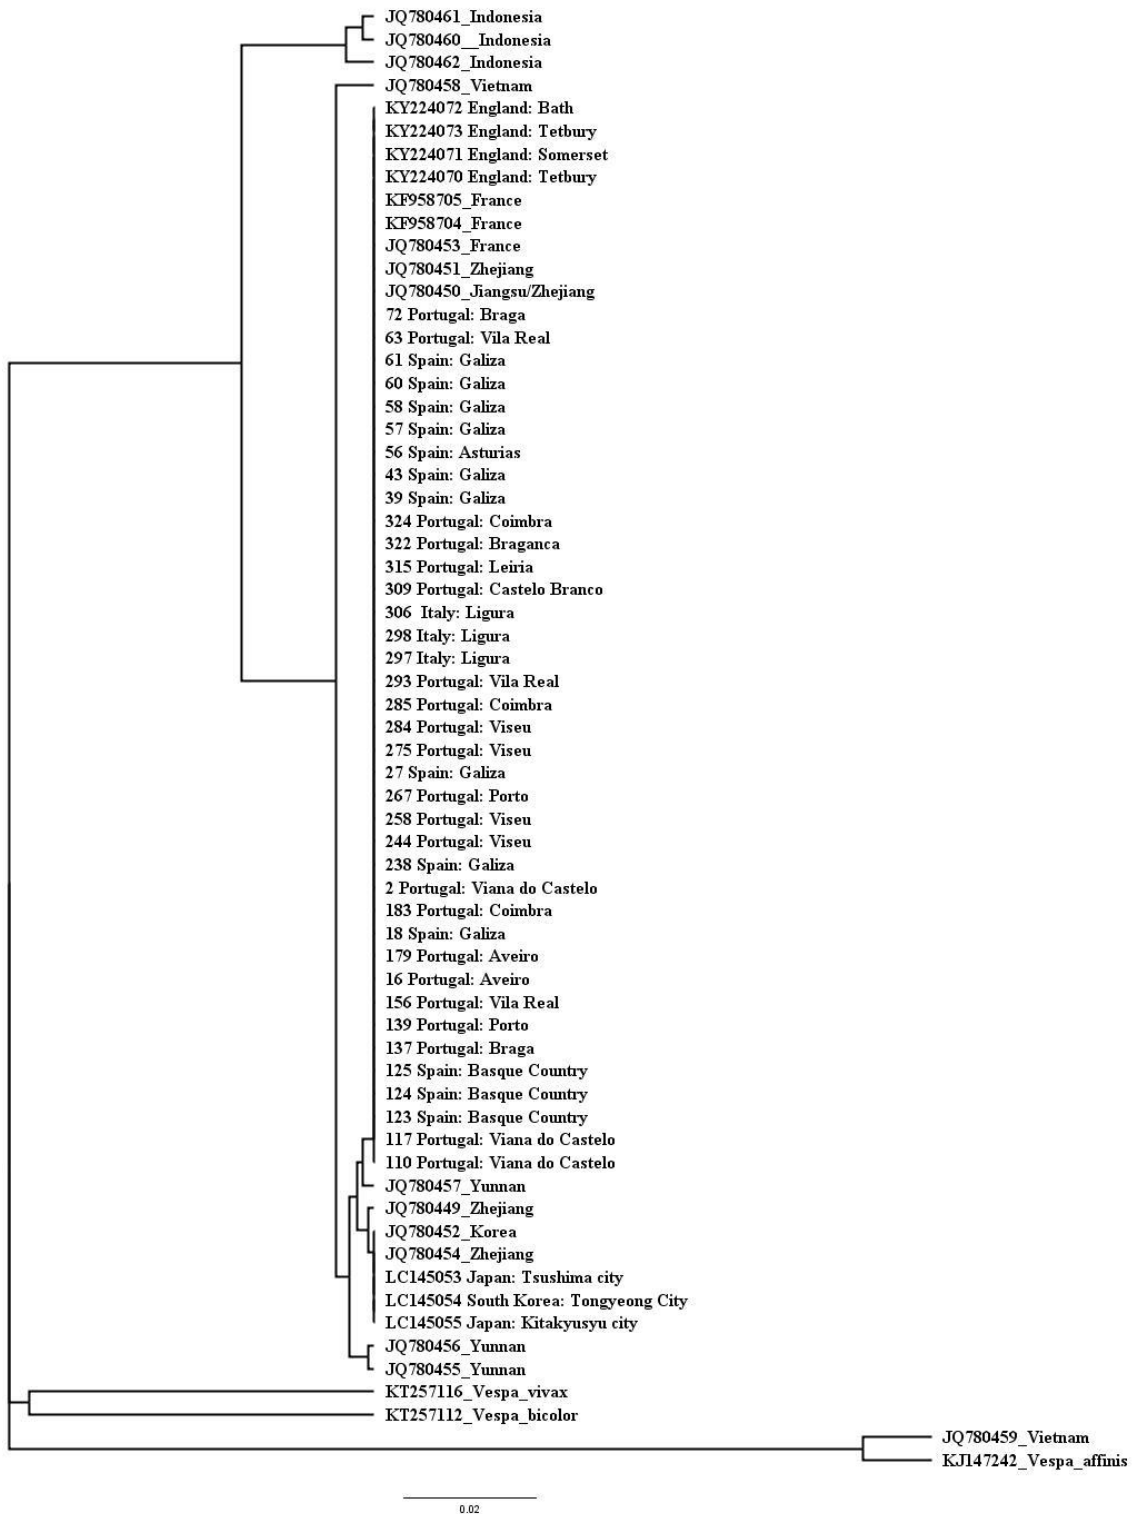 JQ780461_Indonesia
JQ780460__Indonesia
JQ780462_Indonesia
JQ780458_Vietnam
KY224072 England: Bath
KY224073 England: Tetbury
KY224071 England: Somerset
KY224070 England: Tetbury
KF958705_France
KF958704_France
JQ780453_France
JQ780451_Zhejiang
JQ780450_Jiangsu/Zhejiang
72 Portugal: Braga
63 Portugal: Vila Real
61 Spain: Galiza
60 Spain: Galiza
58 Spain: Galiza
57 Spain: Galiza
56 Spain: Asturias
43 Spain: Galiza
39 Spain: Galiza
324 Portugal: Coimbra
322 Portugal: Braganca
315 Portugal: Leiria
309 Portugal: Castelo Branco
306  Italy: Ligura
298 Italy: Ligura
297 Italy: Ligura
293 Portugal: Vila Real
285 Portugal: Coimbra
284 Portugal: Viseu
275 Portugal: Viseu
27 Spain: Galiza
267 Portugal: Porto
258 Portugal: Viseu
244 Portugal: Viseu
238 Spain: Galiza
2 Portugal: Viana do Castelo
183 Portugal: Coimbra
18 Spain: Galiza
179 Portugal: Aveiro
16 Portugal: Aveiro
156 Portugal: Vila Real
139 Portugal: Porto
137 Portugal: Braga
125 Spain: Basque Country
124 Spain: Basque Country
123 Spain: Basque Country
117 Portugal: Viana do Castelo
110 Portugal: Viana do Castelo
JQ780457_Yunnan
JQ780449_Zhejiang
JQ780452_Korea
JQ780454_Zhejiang
LC145053 Japan: Tsushima city
LC145054 South Korea: Tongyeong City
LC145055 Japan: Kitakyusyu city
JQ780456_Yunnan
JQ780455_Yunnan
KT257116_Vespa_vivax
KT257112_Vespa_bicolor
JQ780459_Vietnam
KJ147242_Vespa_affinis
0.02